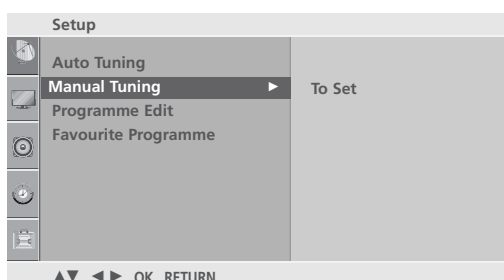 Setup
Auto Tuning
Manual Tuning ►
To Set
Programme Edit
Favourite Programme
▲▼ ◄► OK RETURN